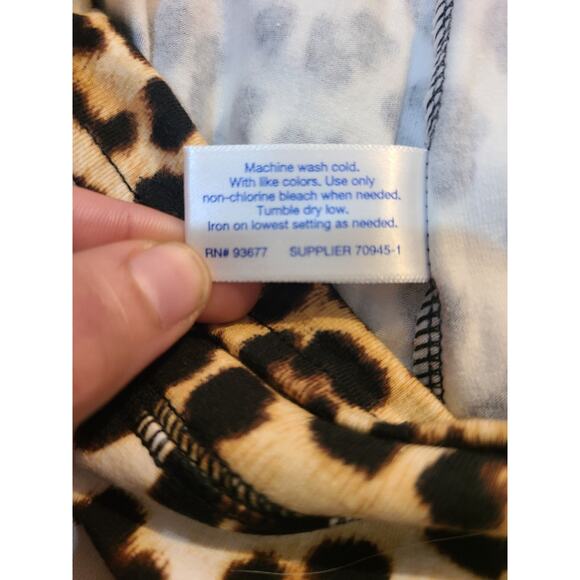 Machine wash cold.
With like colors. Use only
non-chlorine bleach when needed.
Tumble dry low.
Iron on lowest setting as needed.
RN# 93677 SUPPLIER 70945-1